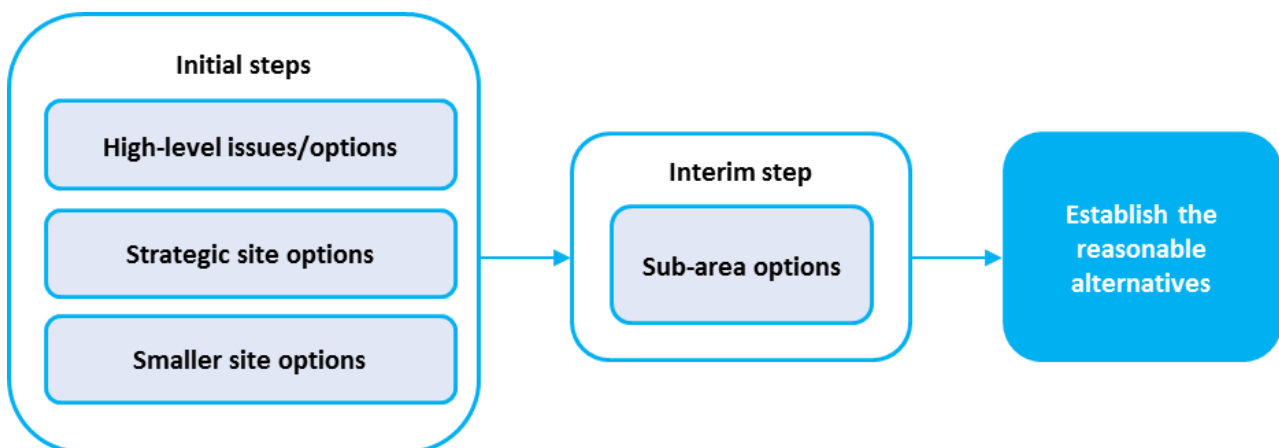 Initial steps
High-level issues/options
Strategic site options
Smaller site options
Interim step
Sub-area options
Establish the
reasonable
alternatives